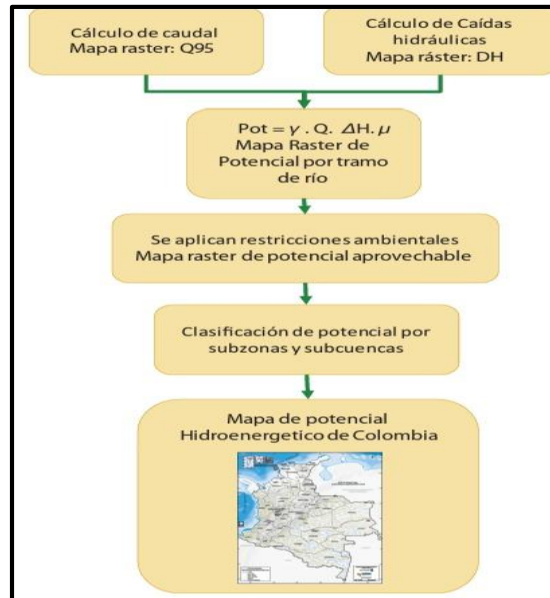 Cálculo de caudal
Mapa raster: Q95
Cálculo de Caídas
hidráulicas
Mapa ráster: DH
Pot = γ . Q. ΔH. μ
Mapa Raster de
Potencial por tramo
de río
Se aplican restricciones ambientales
Mapa raster de potencial aprovechable
Clasificación de potencial por
subzonas y subcuencas
Mapa de potencial
Hidroenergetico de Colombia